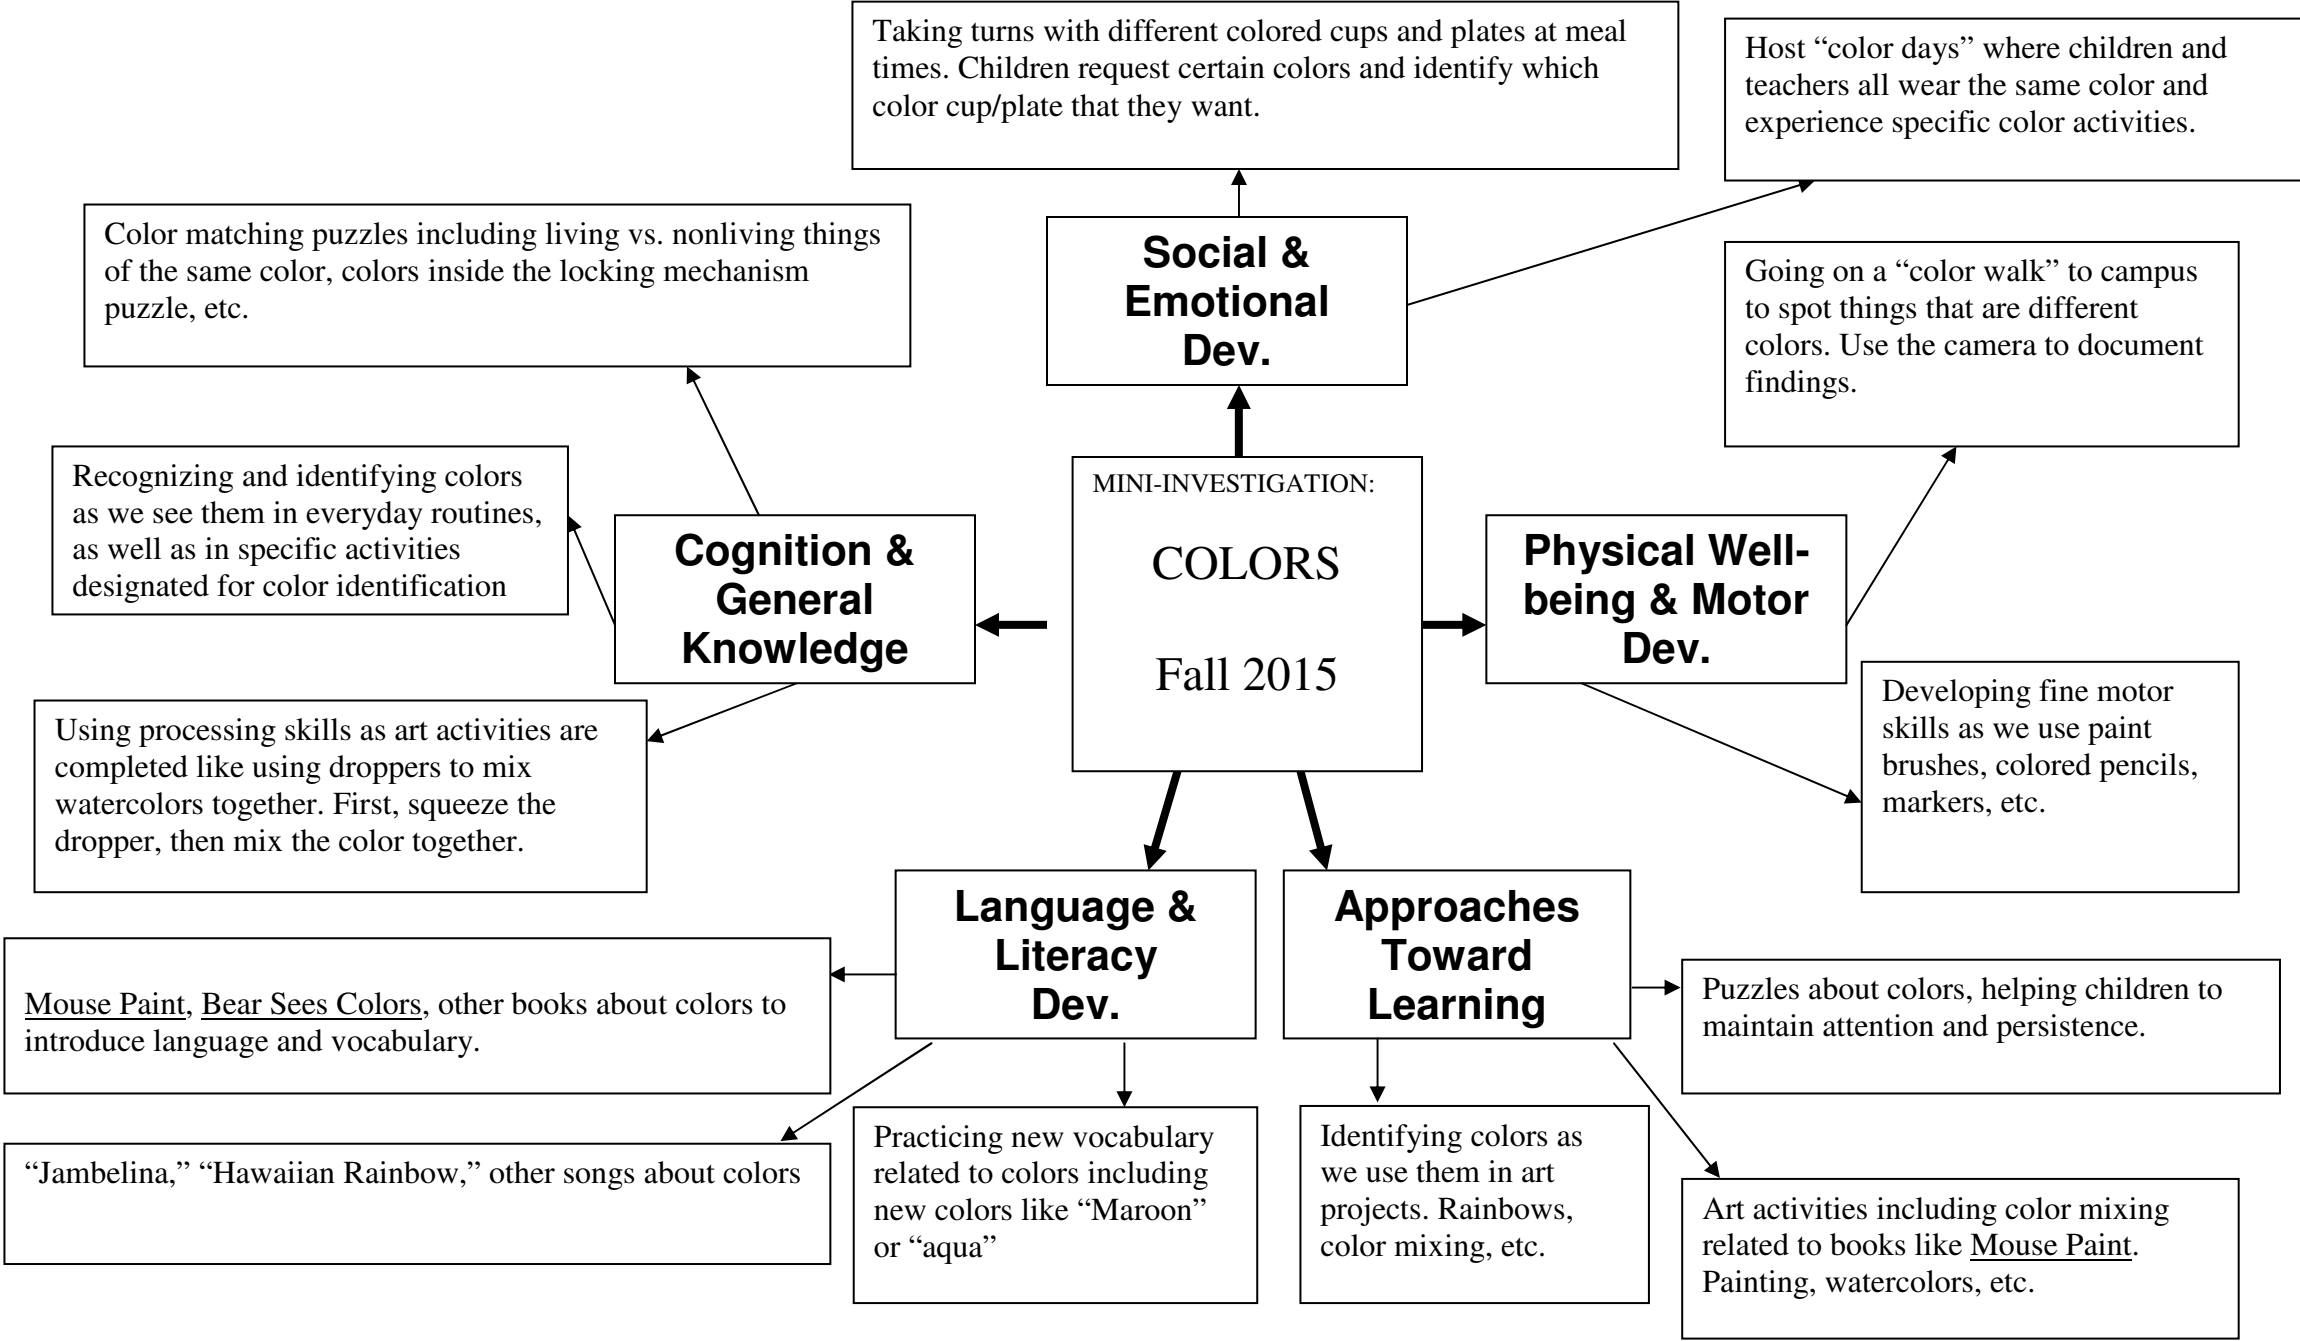 Taking turns with different colored cups and plates at meal
times. Children request certain colors and identify which
color cup/plate that they want.
Host “color days” where children and
teachers all wear the same color and
experience specific color activities.
Color matching puzzles including living vs. nonliving things
of the same color, colors inside the locking mechanism
puzzle, etc.
Social &
Emotional
Dev.
Going on a “color walk” to campus
to spot things that are different
colors. Use the camera to document
findings.
Recognizing and identifying colors
as we see them in everyday routines,
as well as in specific activities
designated for color identification
Cognition &
General
Knowledge
MINI-INVESTIGATION:
COLORS
Fall 2015
Physical Well-
being & Motor
Dev.
Using processing skills as art activities are
completed like using droppers to mix
watercolors together. First, squeeze the
dropper, then mix the color together.
Developing fine motor
skills as we use paint
brushes, colored pencils,
markers, etc.
Language &
Literacy
Dev.
Approaches
Toward
Learning
Mouse Paint, Bear Sees Colors, other books about colors to
introduce language and vocabulary.
Puzzles about colors, helping children to
maintain attention and persistence.
“Jambelina,” “Hawaiian Rainbow,” other songs about colors
Practicing new vocabulary
related to colors including
new colors like “Maroon”
or “aqua”
Identifying colors as
we use them in art
projects. Rainbows,
color mixing, etc.
Art activities including color mixing
related to books like Mouse Paint.
Painting, watercolors, etc.